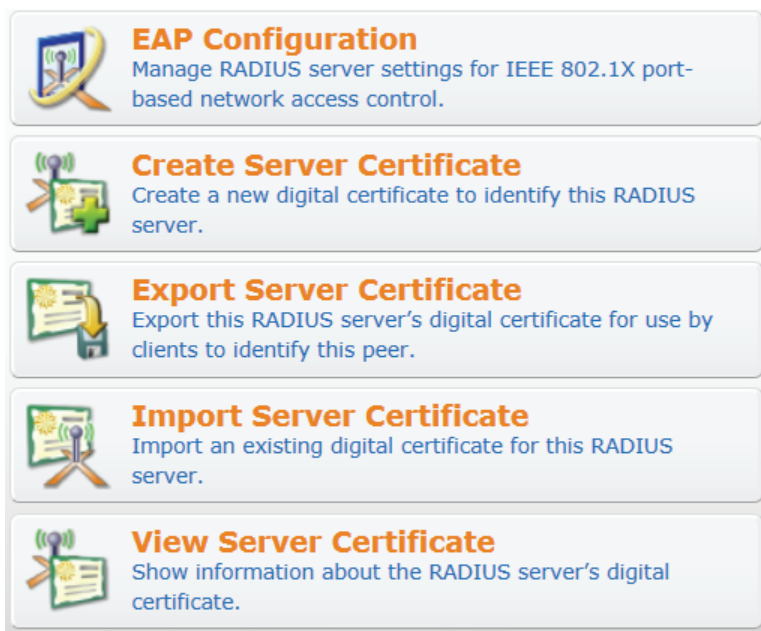 EAP Configuration
Manage RADIUS server settings for IEEE 802.1X port-
based network access control.
Create Server Certificate
Create a new digital certificate to identify this RADIUS
server.
Export Server Certificate
Export this RADIUS server's digital certificate for use by
clients to identify this peer.
Import Server Certificate
Import an existing digital certificate for this RADIUS
server.
View Server Certificate
Show information about the RADIUS server's digital
certificate.